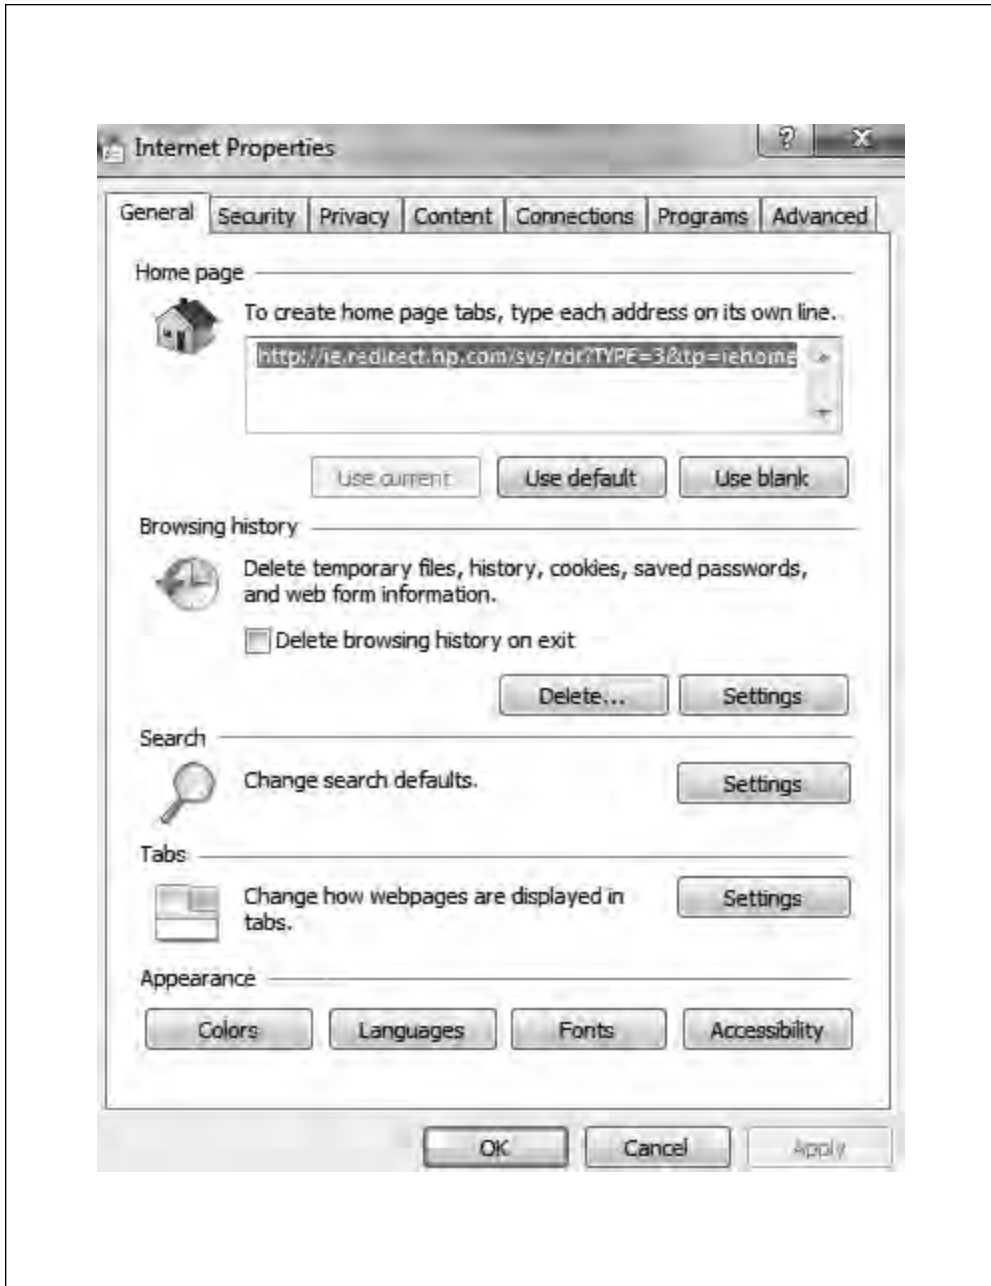 Internet Properties
General Security Privacy Content Connections Programs Advanced
Home page
To create home page tabs, type each address on its own line.
http://ie.redirect.hp.com/svs/rdr?TYPE=3&tp=iehome
Use current Use default Use blank
Browsing history
Delete temporary files, history, cookies, saved passwords,
and web form information.
Delete browsing history on exit
Delete... Settings
Search
Change search defaults. Settings
Tabs
Change how webpages are displayed in
tabs.
Settings
Appearance
Colors Languages Fonts Accessibility
OK Cancel Apply